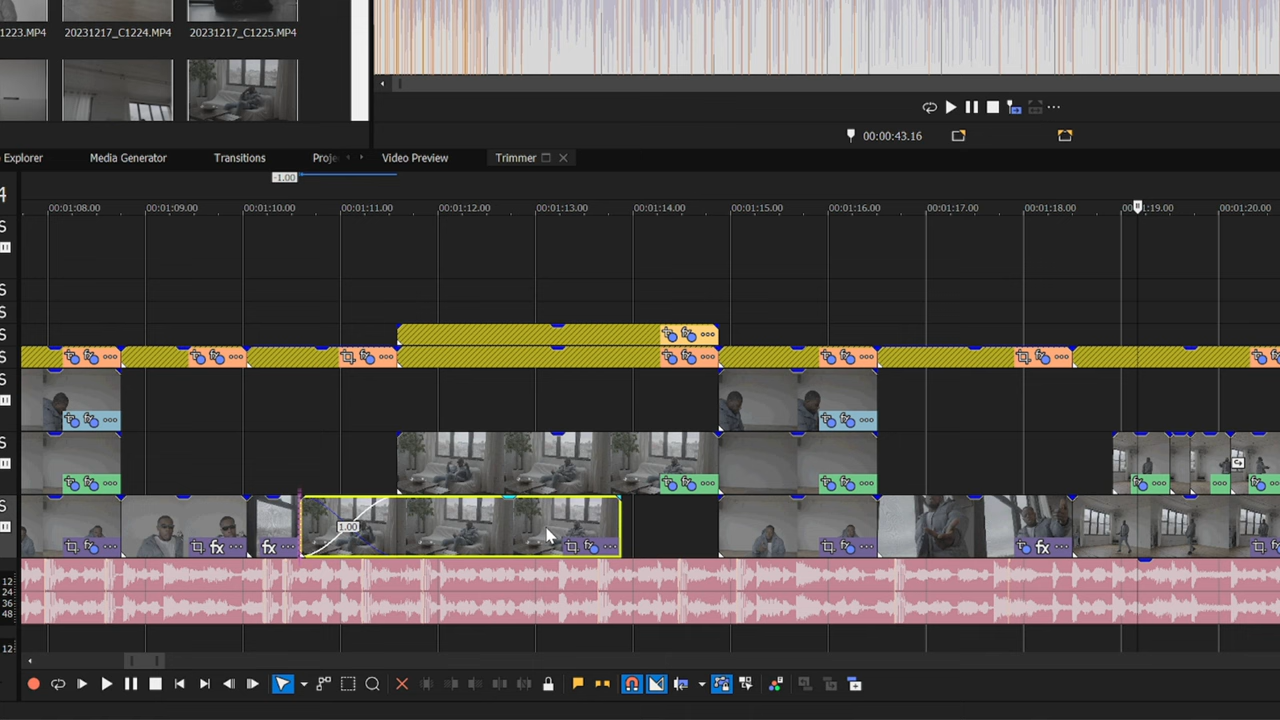 1223.MP4 20231217_C1224.MP4 20231217_C1225.MP4
00:00:43.16
Explorer Media Generator Transitions Proje Video Preview Trimmer
-1.00
4
00:01:08.00 00:01:09.00 00:01:10.00 00:01:11.00 00:01:12.00 00:01:13.00 00:01:14.00 00:01:15.00 00:01:16.00 00:01:17.00 00:01:18.00 00:01:19.00 00:01:20.00
S
S
S
S
S
S
S
S
1.00
12
24
36
48
12